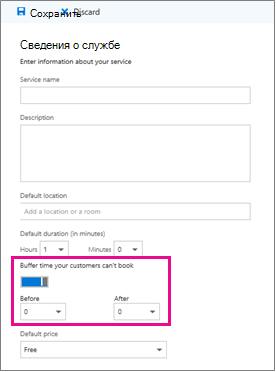 Сохранить Discard
Сведения о службе
Enter information about your service
Service name
Description
Default location
Add a location or a room
Default duration (in minutes)
Hours 1 Minutes 0
Buffer time your customers can't book
Before After
0 0
Default price
Free